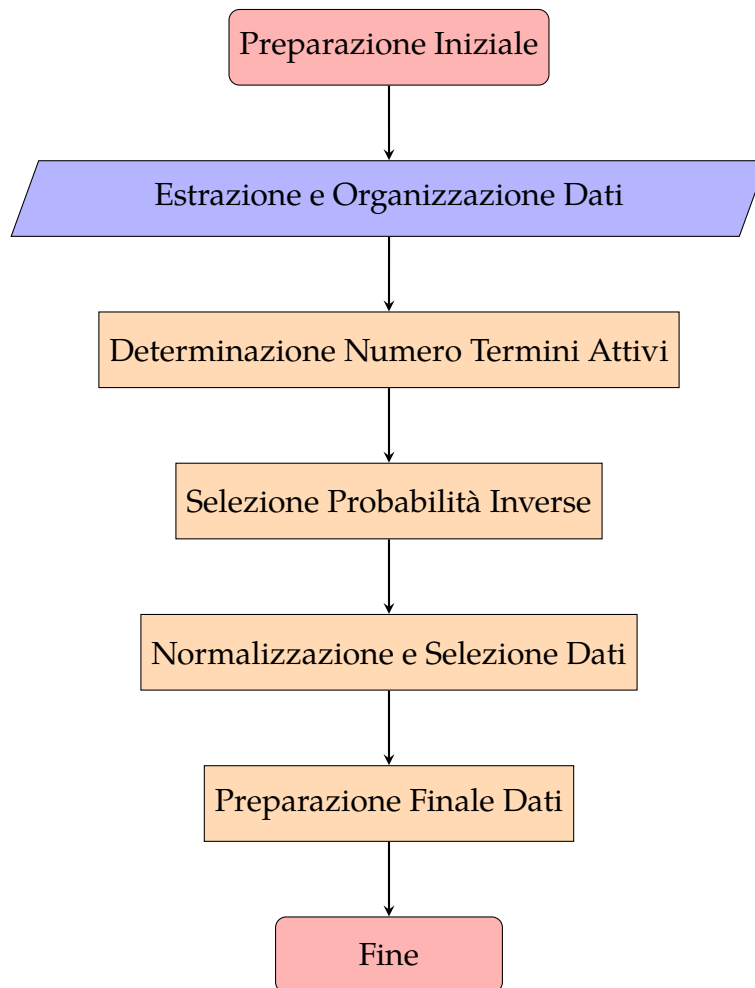 Preparazione Iniziale
Estrazione e Organizzazione Dati
Determinazione Numero Termini Attivi
Selezione Probabilità Inverse
Normalizzazione e Selezione Dati
Preparazione Finale Dati
Fine